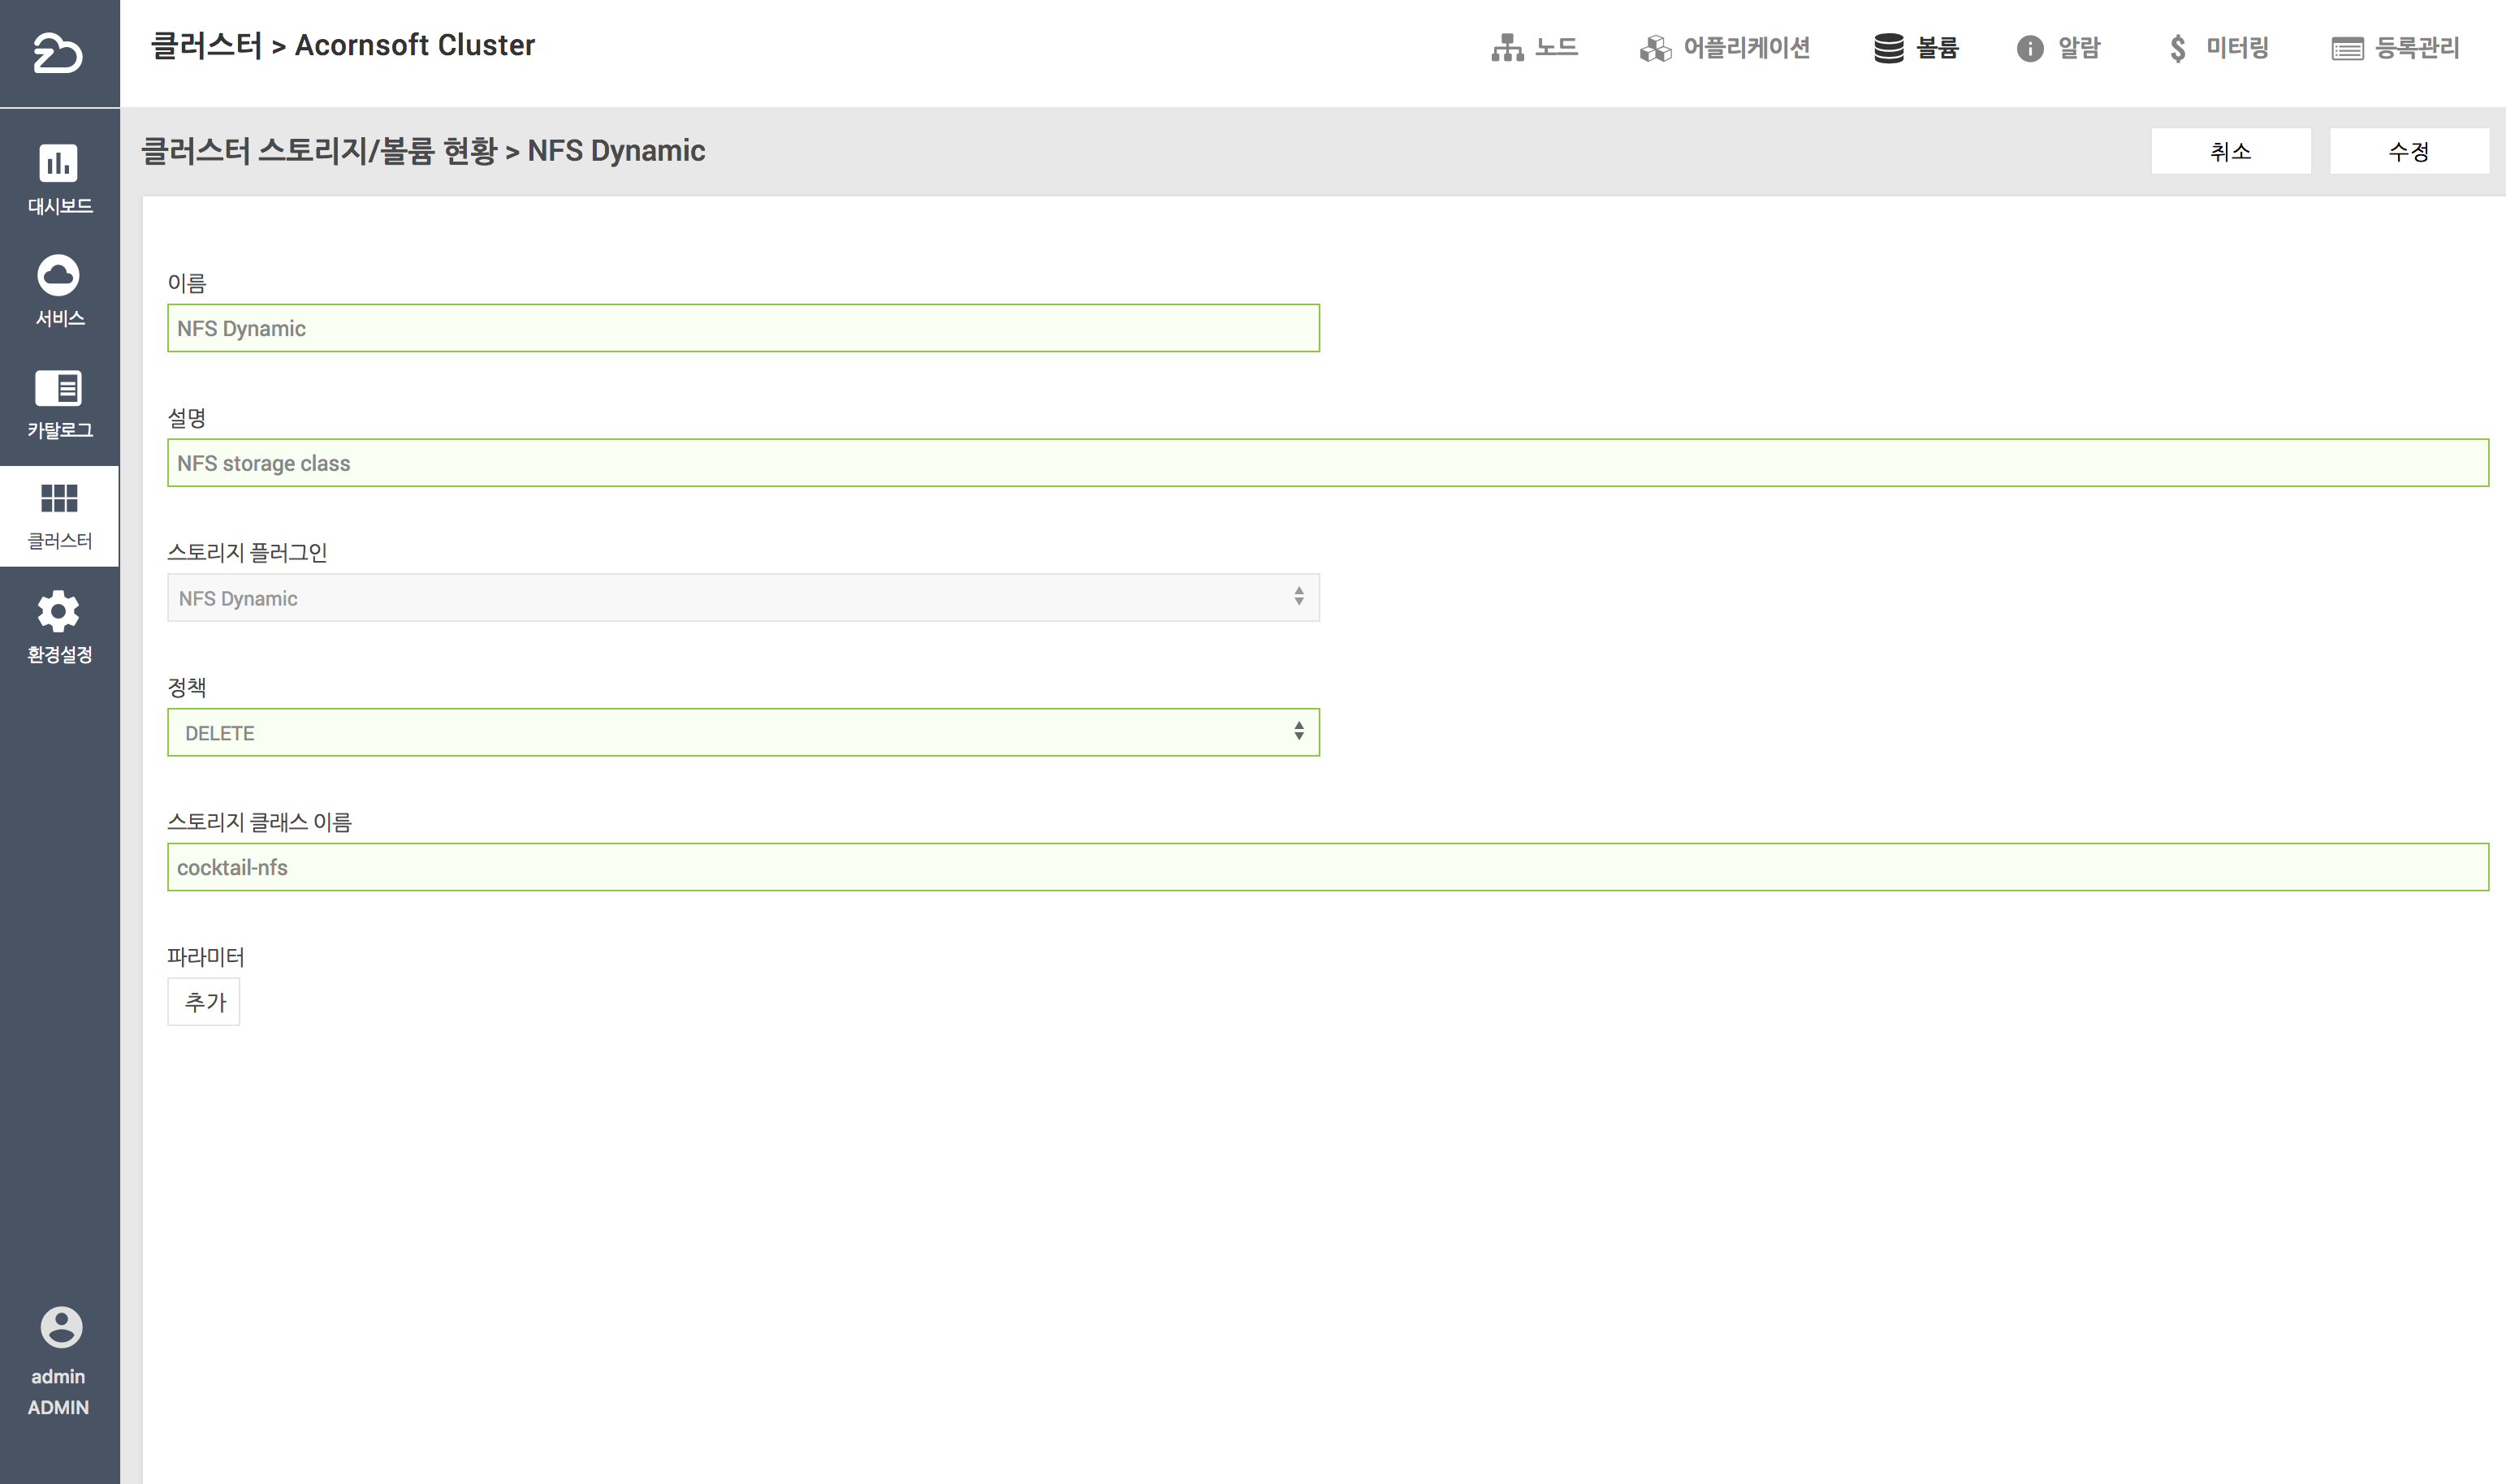 클러스터 > Acornsoft Cluster
노드
어플리케이션
볼륨
알람
미터링
등록관리
대시보드
서비스
카탈로그
클러스터
환경설정
admin
ADMIN
클러스터 스토리지/볼륨 현황 > NFS Dynamic
취소
수정
이름
NFS Dynamic
설명
NFS storage class
스토리지 플러그인
NFS Dynamic
정책
DELETE
스토리지 클래스 이름
cocktail-nfs
파라미터
추가